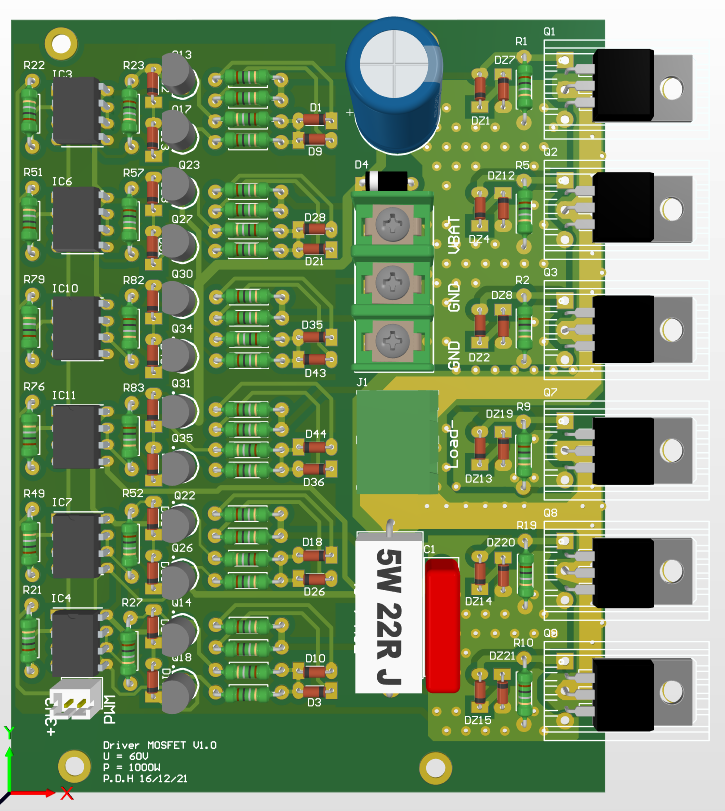 Q1
R1
DZ7
DZ1
R22
IC3
R23
Q13
Q17
D1
D9
D4
Q2
R5
DZ12
DZ4
R51
IC6
R57
Q23
Q27
D28
D21
VBAT
GND
GND
Q3
R2
DZ8
DZ2
R79
IC10
R82
Q30
Q34
D35
D43
J1
Load-
Q7
R9
DZ19
DZ13
R76
IC11
R83
Q31
Q35
D44
D36
Q8
R19
DZ20
DZ14
R49
IC7
R52
Q22
Q26
D18
D26
5W 22R J
C1
Q9
R10
DZ21
DZ15
R21
IC4
R27
Q14
Q18
D10
D3
+3V3
PWM
Driver MOSFET V1.0
U = 60V
P = 1000W
P.D.H 16/12/21
Y
X